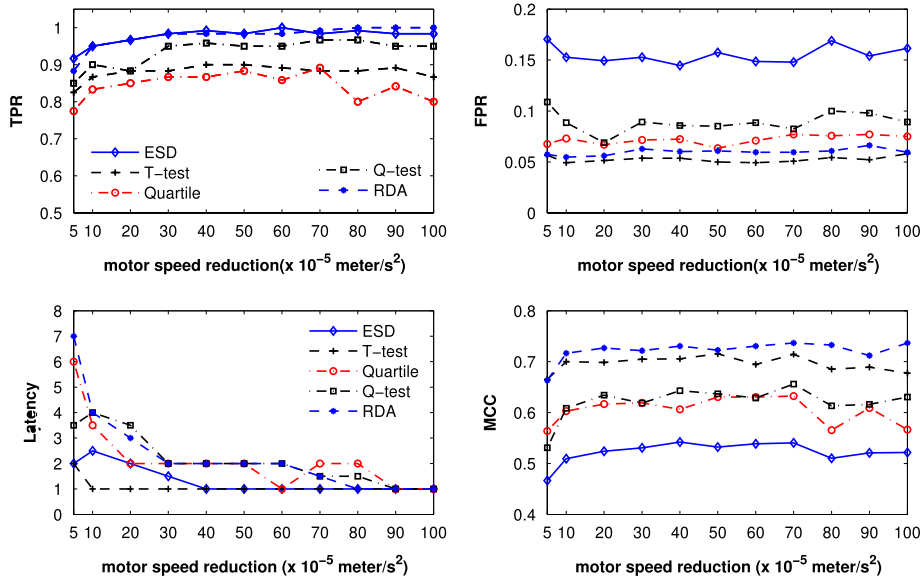 1
0.9
0.8
0.7
0.6
0.5
TPR
ESD
T−test
Quartile
Q−test
RDA
5 10 20 30 40 50 60 70 80 90 100
motor speed reduction(x 10⁻⁵ meter/s²)
0.2
0.15
0.1
0.05
0
FPR
5 10 20 30 40 50 60 70 80 90 100
motor speed reduction(x 10⁻⁵ meter/s²)
8
7
6
5
4
3
2
1
0
Latency
ESD
T−test
Quartile
Q−test
RDA
5 10 20 30 40 50 60 70 80 90 100
motor speed reduction (x 10⁻⁵ meter/s²)
0.8
0.7
0.6
0.5
0.4
MCC
5 10 20 30 40 50 60 70 80 90 100
motor speed reduction (x 10⁻⁵ meter/s²)